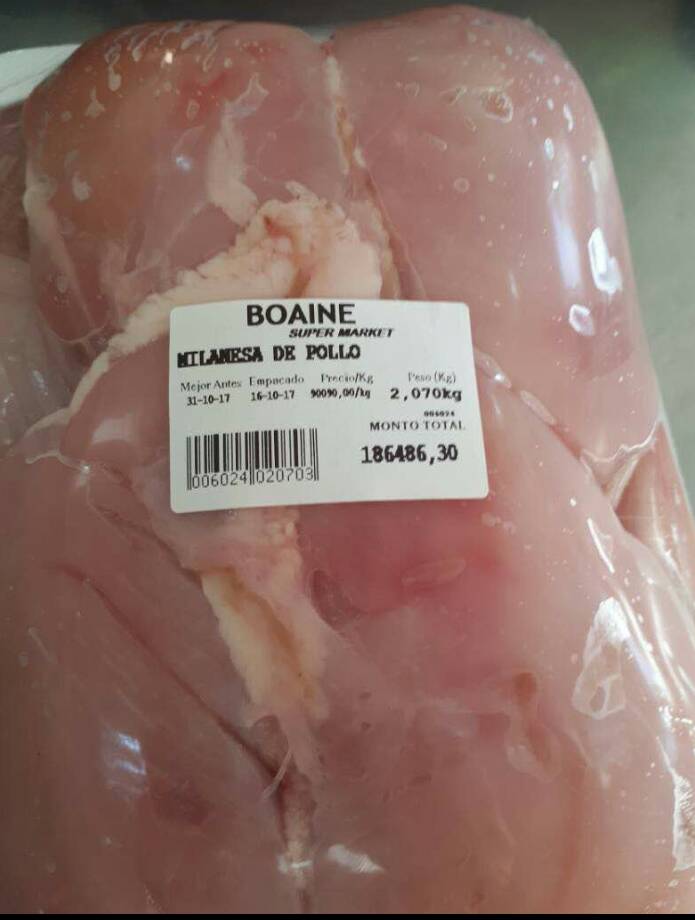 BOAINE
SUPER MARKET
MILANESA DE POLLO
Mejor Antes Empacado Precio/Kg Peso (Kg)
31-10-17 16-10-17 90090,00/kg 2,070kg
006024
MONTO TOTAL
186486,30
006024 020703